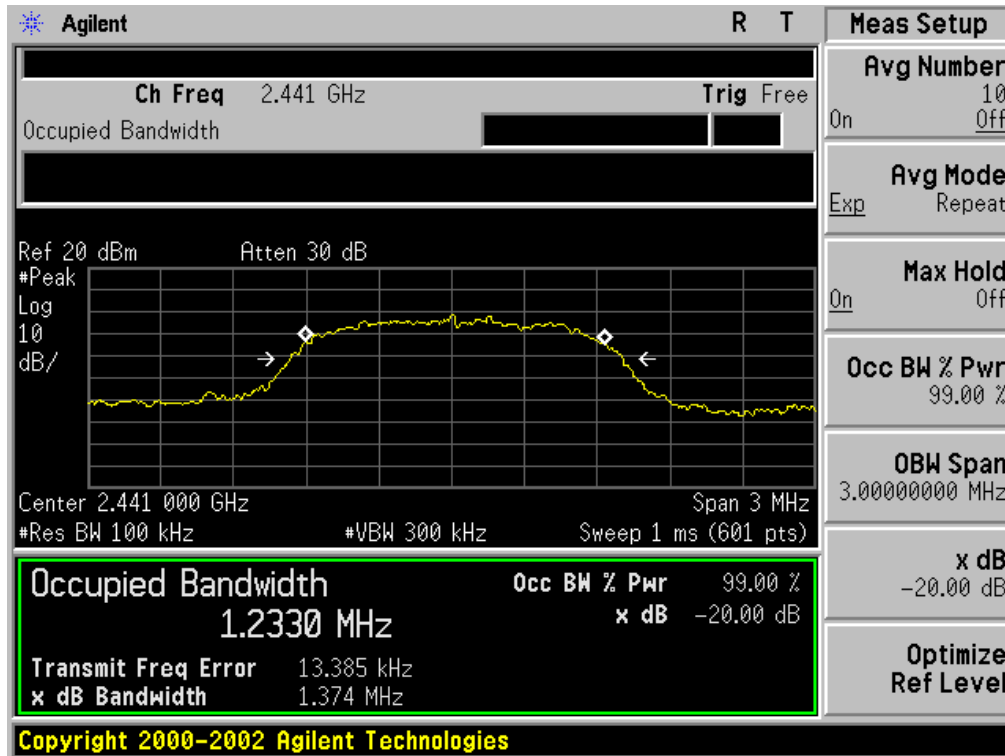 Agilent R T
Ch Freq 2.441 GHz Trig Free
Occupied Bandwidth
Ref 20 dBm Atten 30 dB
#Peak
Log
10
dB/
Center 2.441 000 GHz Span 3 MHz
#Res BW 100 kHz #VBW 300 kHz Sweep 1 ms (601 pts)
Occupied Bandwidth Occ BW % Pwr 99.00 %
1.2330 MHz x dB -20.00 dB
Transmit Freq Error 13.385 kHz
x dB Bandwidth 1.374 MHz
Copyright 2000-2002 Agilent Technologies
Meas Setup
Avg Number
10
On Off
Avg Mode
Exp Repeat
Max Hold
On Off
Occ BW % Pwr
99.00 %
OBW Span
3.00000000 MHz
x dB
-20.00 dB
Optimize
Ref Level